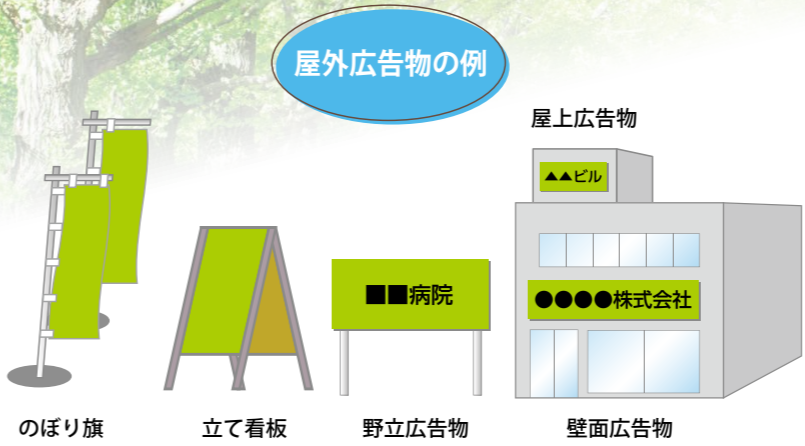 屋外広告物の例
屋上広告物
▲▲ビル
■■病院
●●●●株式会社
のぼり旗
立て看板
野立広告物
壁面広告物